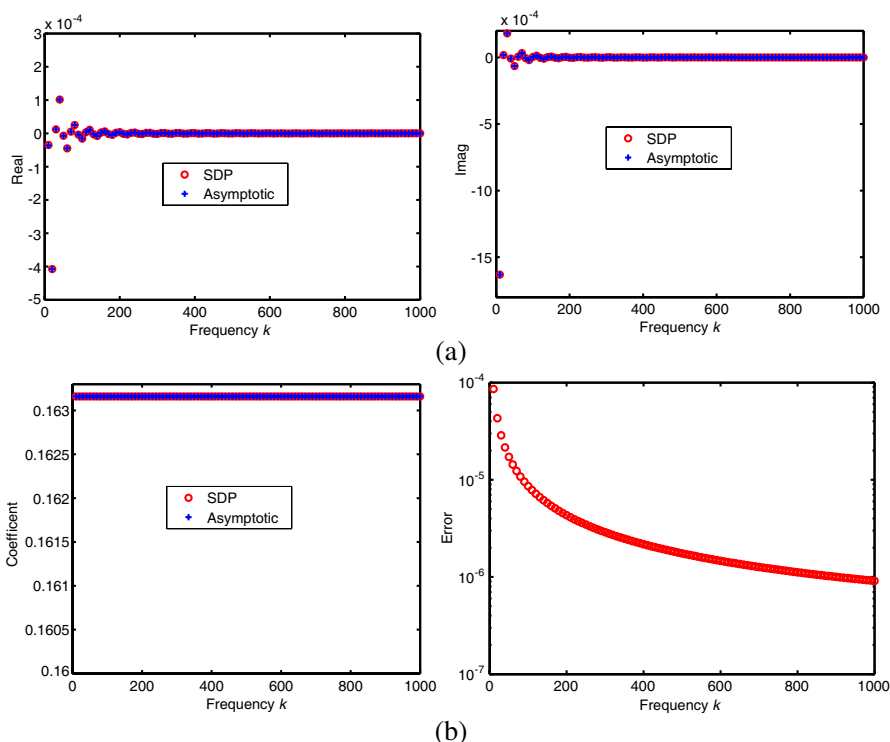 x 10^-4
3
2
1
0
-1
-2
-3
-4
-5
0
200
400
600
800
1000
Real
Frequency k
SDP
Asymptotic
x 10^-4
0
-5
-10
-15
0
200
400
600
800
1000
Imag
Frequency k
SDP
Asymptotic
(a)
0.163
0.1625
0.162
0.1615
0.161
0.1605
0.16
0
200
400
600
800
1000
Coefficent
Frequency k
SDP
Asymptotic
10^-4
10^-5
10^-6
10^-7
0
200
400
600
800
1000
Error
Frequency k
(b)